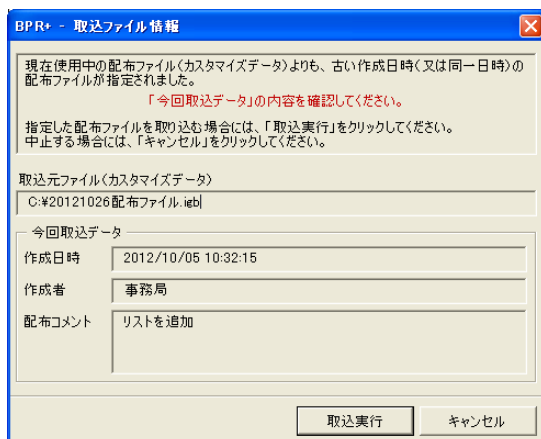 BPR+ - 取込ファイル情報
現在使用中の配布ファイル(カスタマイズデータ)よりも、古い作成日時(又は同一日時)の
配布ファイルが指定されました。
「今回取込データ」の内容を確認してください。
指定した配布ファイルを取り込む場合には、「取込実行」をクリックしてください。
中止する場合には、「キャンセル」をクリックしてください。
取込元ファイル(カスタマイズデータ)
C:¥20121026配布ファイル.igb
今回取込データ
作成日時 2012/10/05 10:32:15
作成者 事務局
配布コメント リストを追加
取込実行 キャンセル